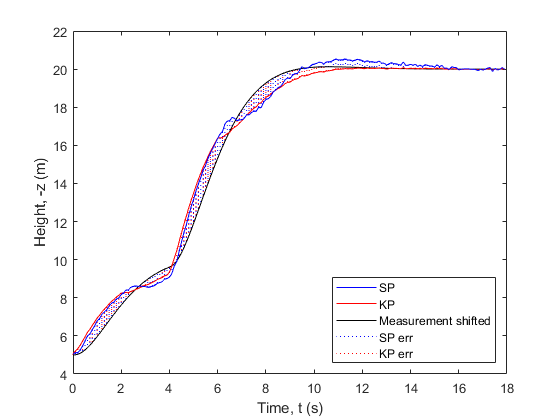 22
20
18
16
14
12
10
8
6
4
Height, -z (m)
0 2 4 6 8 10 12 14 16 18
Time, t (s)
SP
KP
Measurement shifted
SP err
KP err